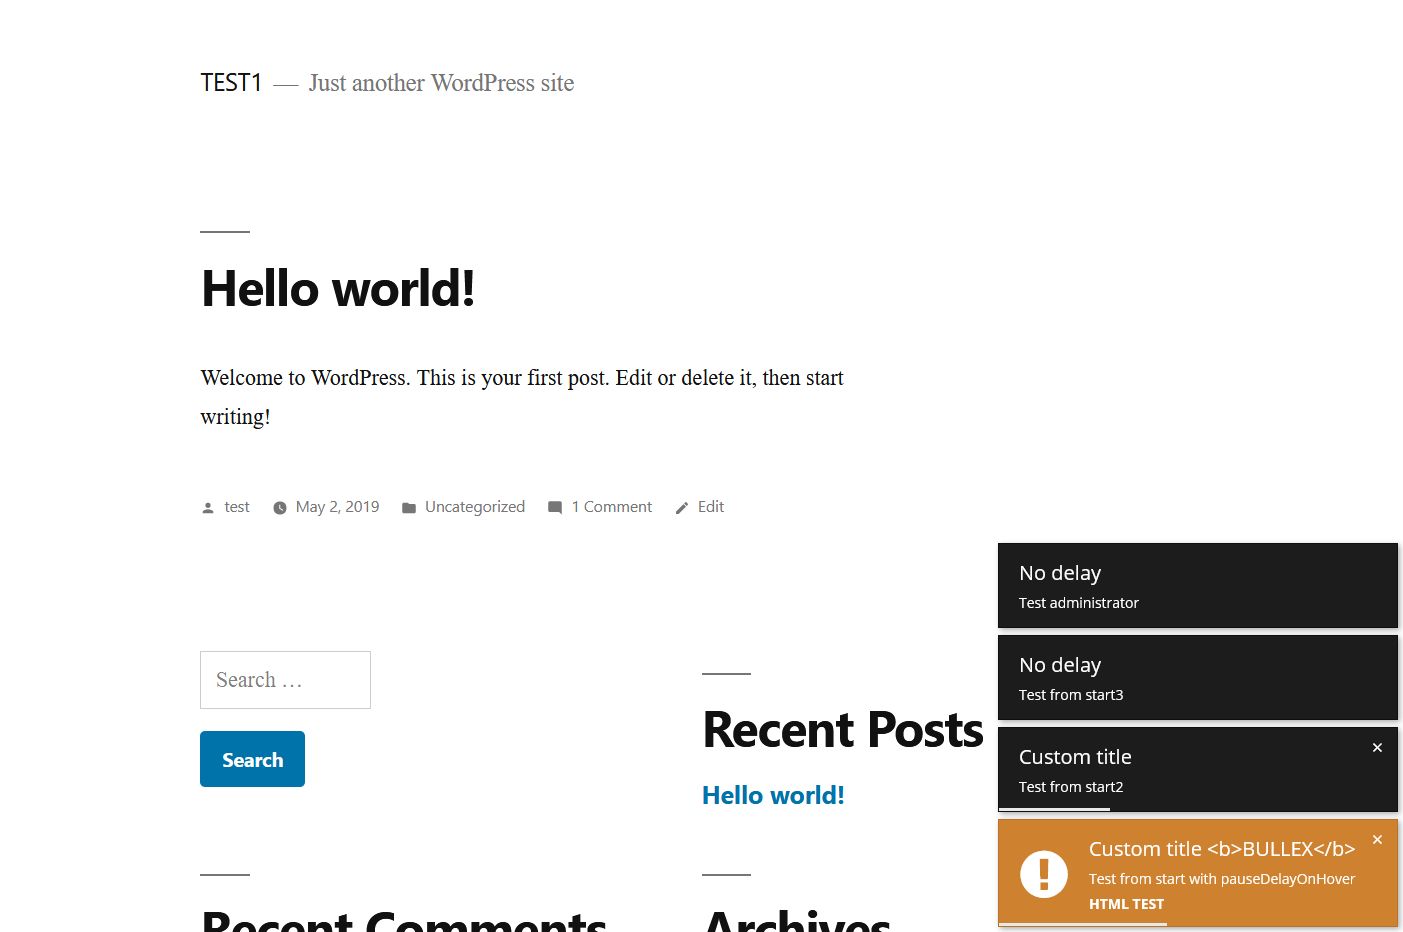 TEST1 — Just another WordPress site
Hello world!
Welcome to WordPress. This is your first post. Edit or delete it, then start
writing!
test May 2, 2019 Uncategorized 1 Comment Edit
No delay
Test administrator
No delay
Test from start3
Custom title
Test from start2
Custom title <b>BULLEX</b>
Test from start with pauseDelayOnHover
HTML TEST
Search …
Search
Recent Posts
Hello world!
Recent Comments
Archives